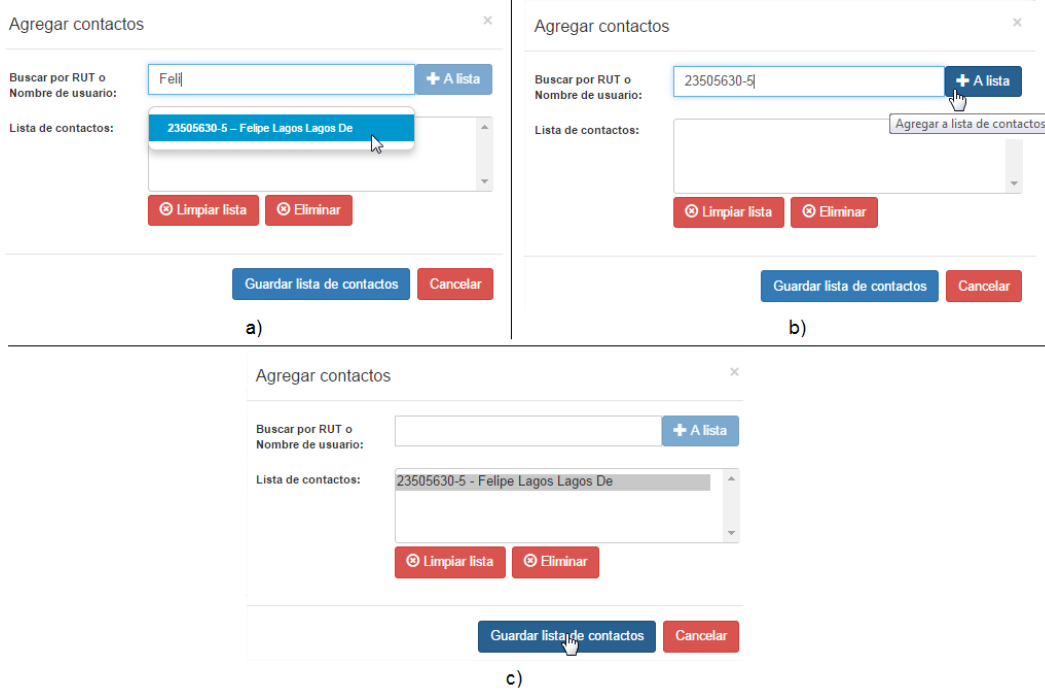 Agregar contactos ×
Buscar por RUT o
Nombre de usuario:
Feli
+ A lista
Lista de contactos:
23505630-5 – Felipe Lagos Lagos De
Limpiar lista Eliminar
Guardar lista de contactos Cancelar
a)
Agregar contactos ×
Buscar por RUT o
Nombre de usuario:
23505630-5
+ A lista
Agregar a lista de contactos
Lista de contactos:
Limpiar lista Eliminar
Guardar lista de contactos Cancelar
b)
Agregar contactos ×
Buscar por RUT o
Nombre de usuario:
+ A lista
Lista de contactos:
23505630-5 - Felipe Lagos Lagos De
Limpiar lista Eliminar
Guardar lista de contactos Cancelar
c)